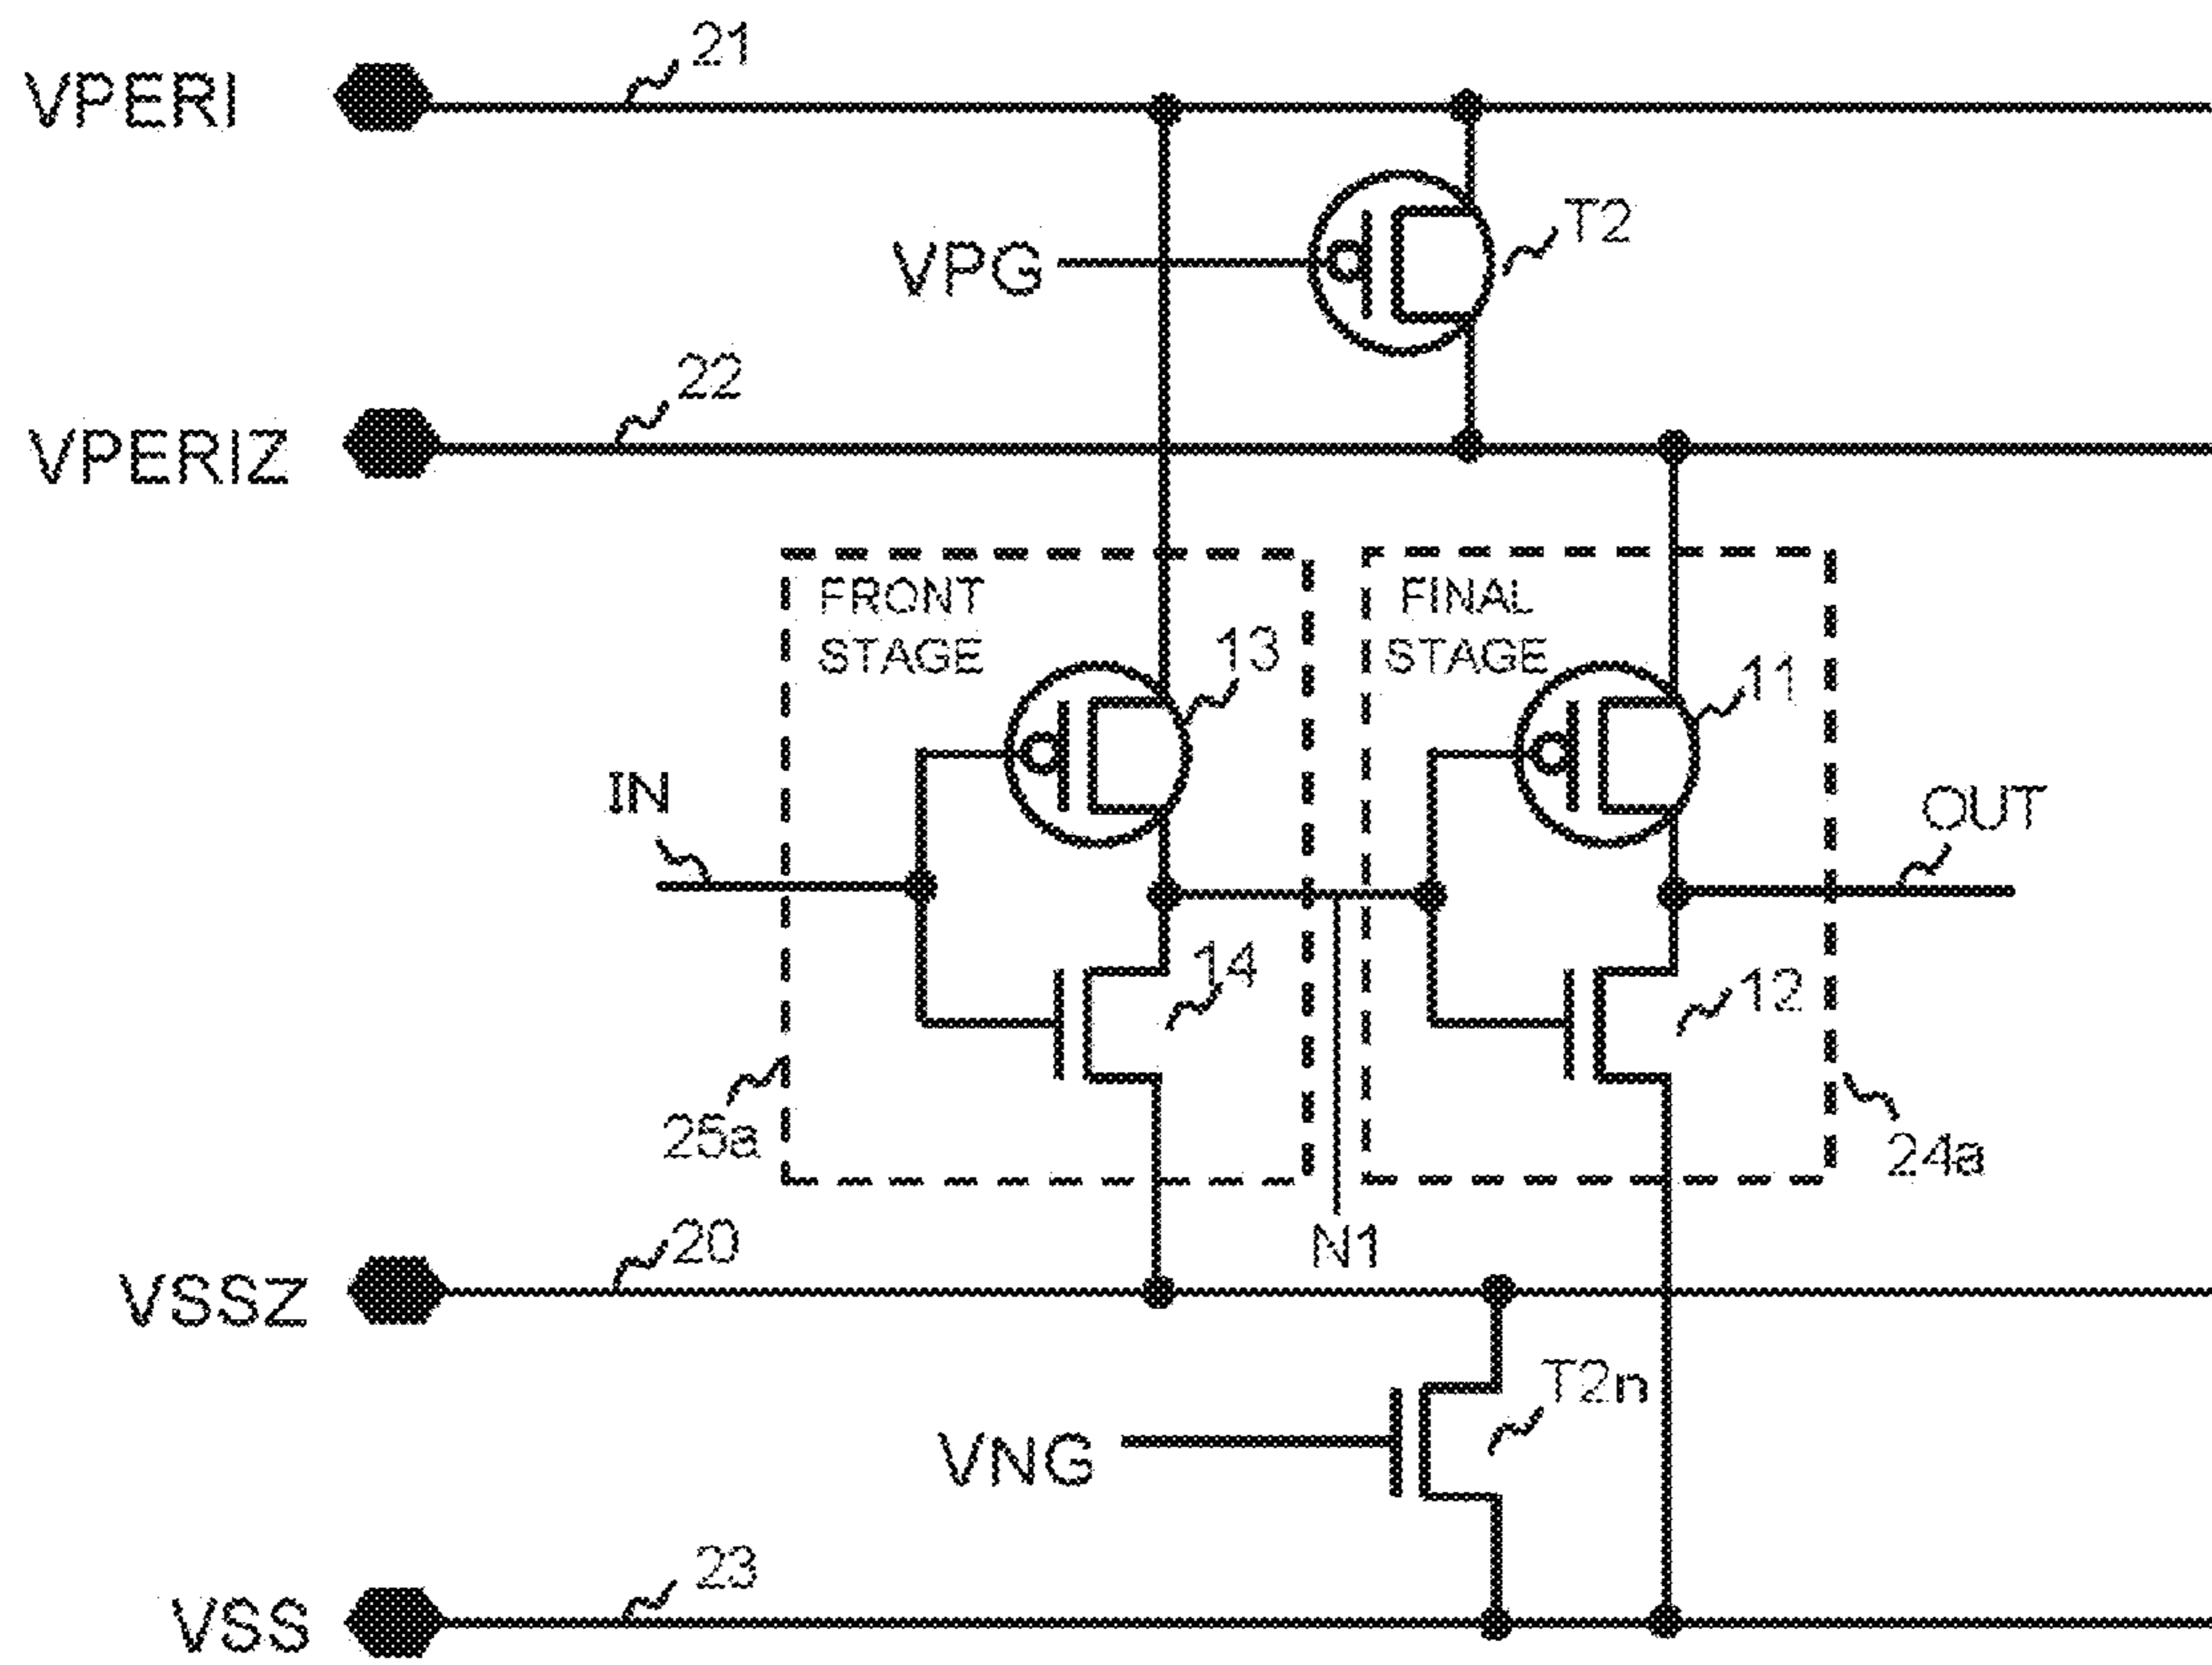 21
VPERI
T2
VPG
22
VPERIZ
FRONT
STAGE
FINAL
STAGE
13
11
IN
OUT
14
12
25a
24a
20
N1
VSSZ
T2n
VNG
23
VSS